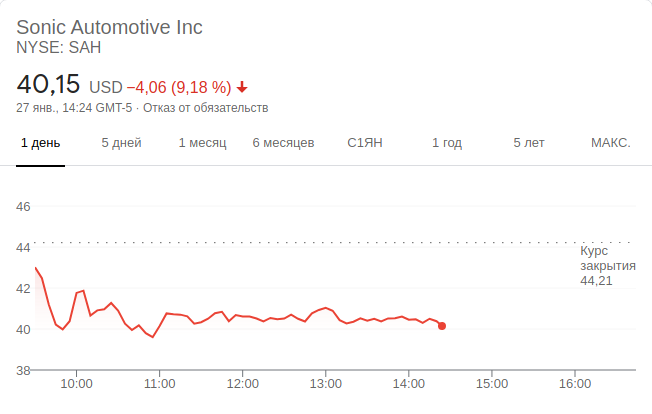 Sonic Automotive Inc
NYSE: SAH
40,15 USD −4,06 (9,18 %)
27 янв., 14:24 GMT-5 · Отказ от обязательств
1 день 5 дней 1 месяц 6 месяцев С1ЯН 1 год 5 лет МАКС.
46
44
Курс
закрытия
44,21
42
40
38
10:00 11:00 12:00 13:00 14:00 15:00 16:00